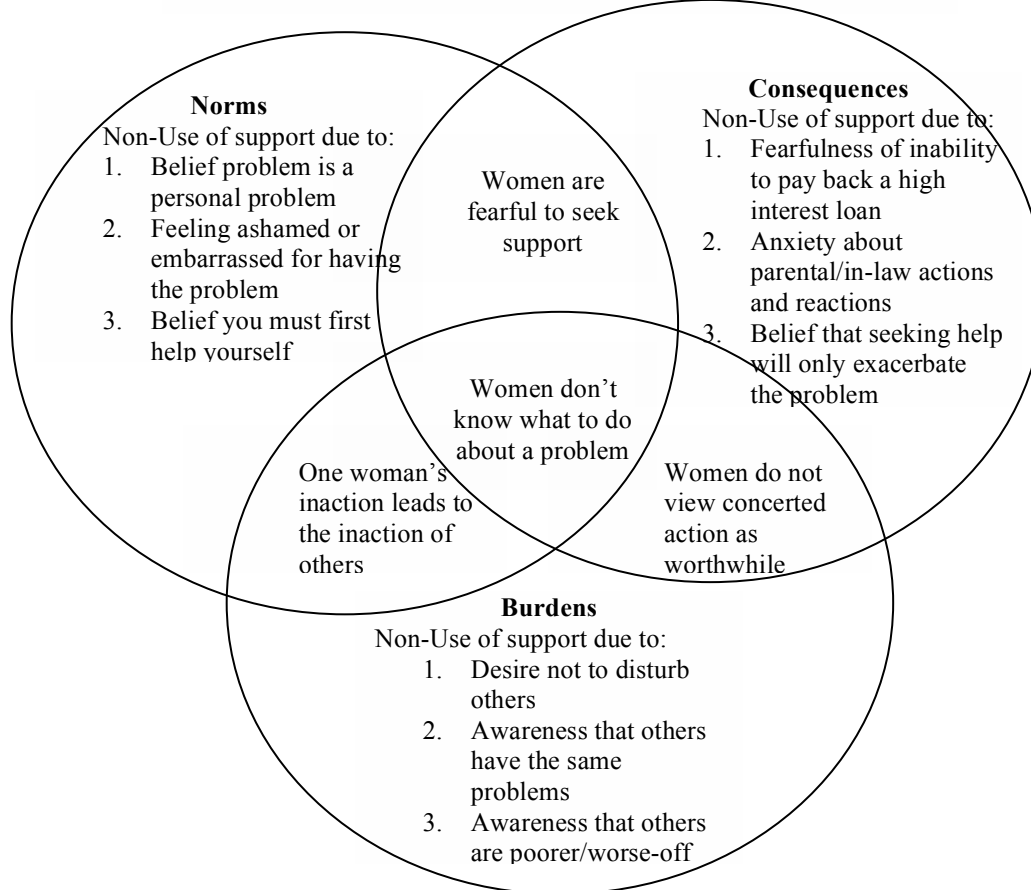 Norms
Non-Use of support due to:
1. Belief problem is a
personal problem
2. Feeling ashamed or
embarrassed for having
the problem
3. Belief you must first
help yourself
Women are
fearful to seek
support
Consequences
Non-Use of support due to:
1. Fearfulness of inability
to pay back a high
interest loan
2. Anxiety about
parental/in-law actions
and reactions
3. Belief that seeking help
will only exacerbate
the problem
Women don't
know what to do
about a problem
One woman's
inaction leads to
the inaction of
others
Women do not
view concerted
action as
worthwhile
Burdens
Non-Use of support due to:
1. Desire not to disturb
others
2. Awareness that others
have the same
problems
3. Awareness that others
are poorer/worse-off